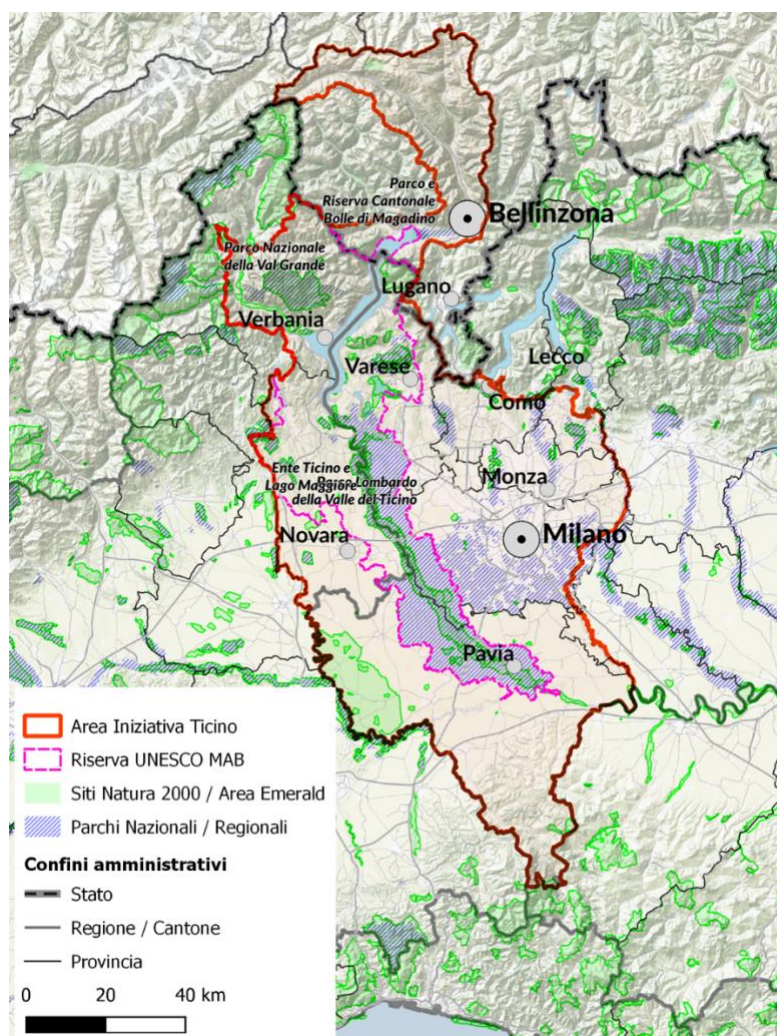 Parco e
Riserva Cantonale
Bolle di Magadino
Bellinzona
Parco Nazionale
della Val Grande
Lugano
Verbania
Varese
Lecco
Como
Ente Ticino e
Lago Maggiore
Parco Lombardo
della Valle del Ticino
Monza
Milano
Novara
Pavia
Area Iniziativa Ticino
Riserva UNESCO MAB
Siti Natura 2000 / Area Emerald
Parchi Nazionali / Regionali
Confini amministrativi
Stato
Regione / Cantone
Provincia
0 20 40 km